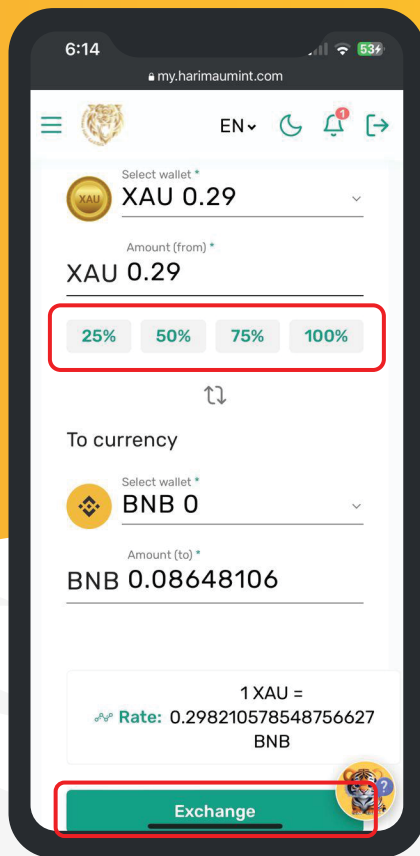 6:14
53
my.harimaumint.com
EN
1
Select wallet *
XAU
XAU 0.29
Amount (from) *
XAU 0.29
25% 50% 75% 100%
To currency
Select wallet *
BNB 0
Amount (to) *
BNB 0.08648106
1 XAU =
Rate: 0.298210578548756627
BNB
?
Exchange